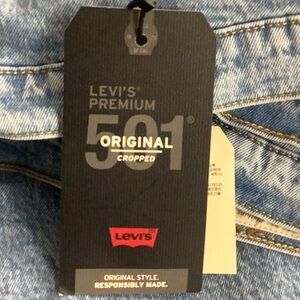 LEVI'S®
PREMIUM
501®
ORIGINAL
CROPPED
Levi's
ORIGINAL STYLE.
RESPONSIBLY MADE.